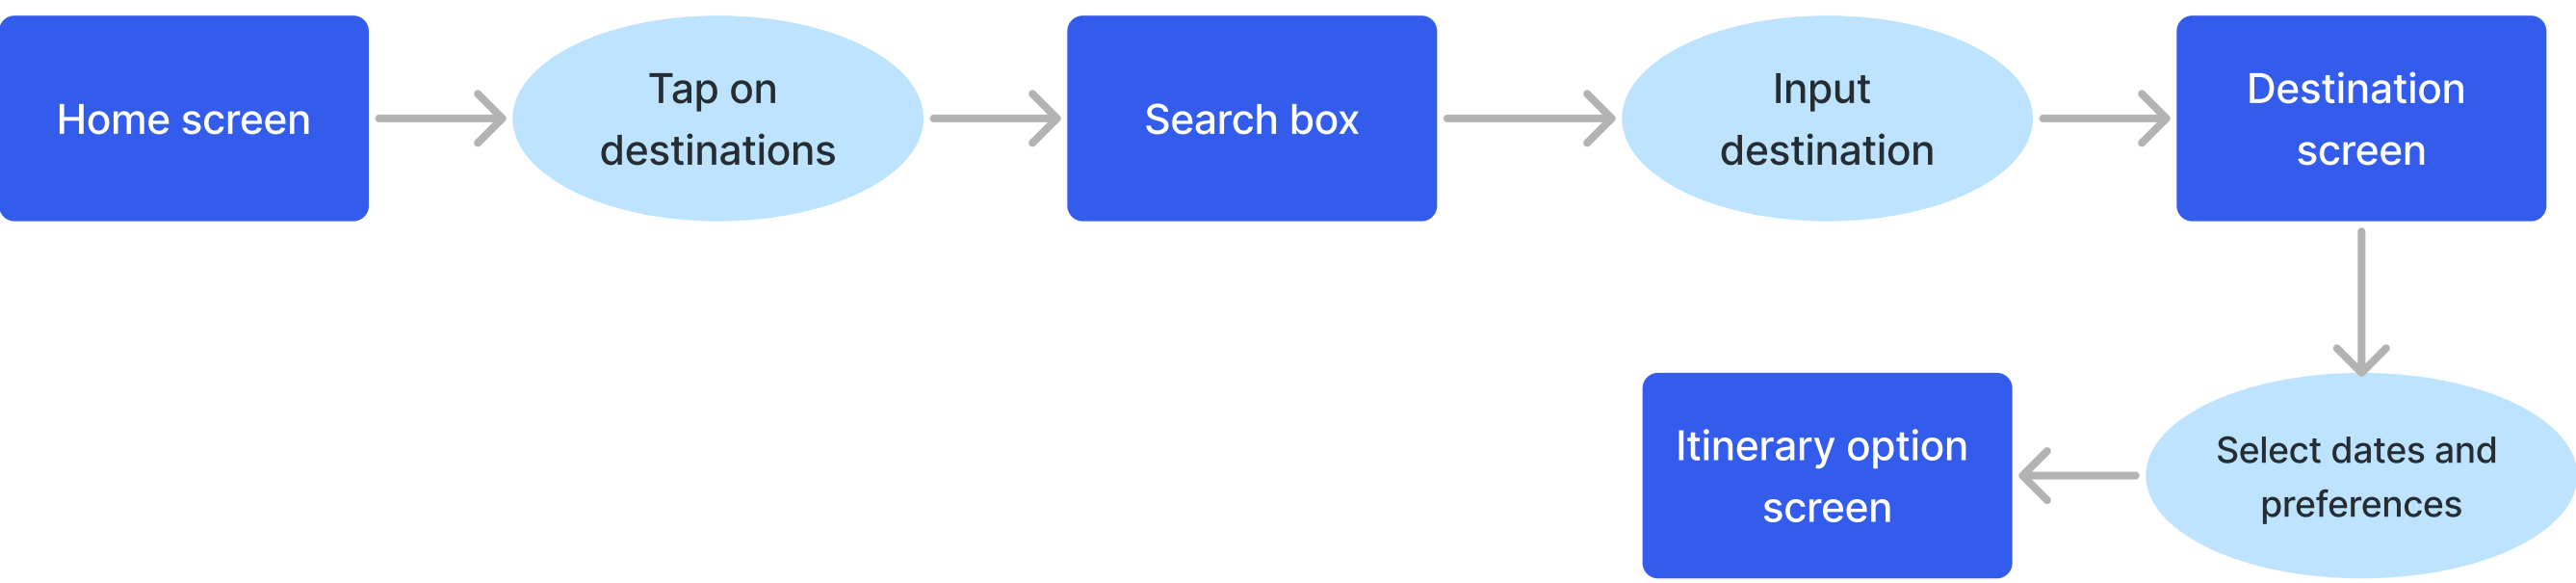 Home screen
Tap on
destinations
Search box
Input
destination
Destination
screen
Select dates and
preferences
Itinerary option
screen